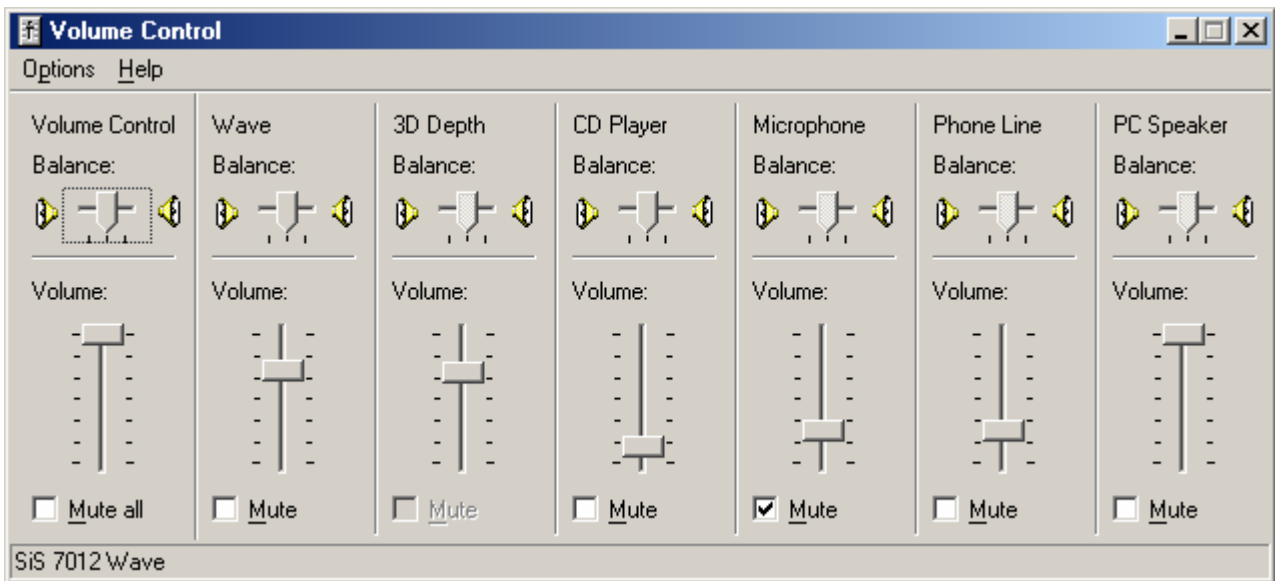 Volume Control
Options Help
Volume Control Wave 3D Depth CD Player Microphone Phone Line PC Speaker
Balance: Balance: Balance: Balance: Balance: Balance: Balance:
Volume: Volume: Volume: Volume: Volume: Volume: Volume:
Mute all Mute Mute Mute Mute Mute Mute
SiS 7012 Wave